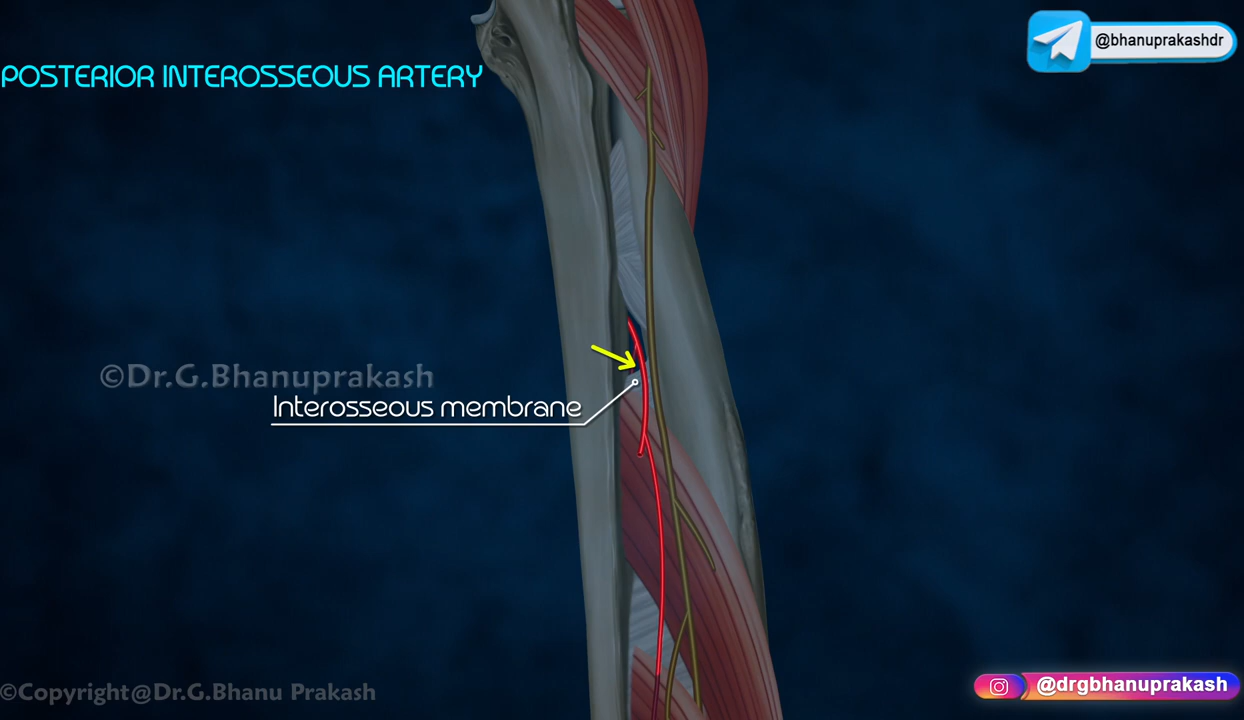 @bhanuprakashdr
POSTERIOR INTEROSSEOUS ARTERY
©Dr.G.Bhanuprakash
Interosseous membrane
@drgbhanuprakash
©Copyright@Dr.G.Bhanu Prakash